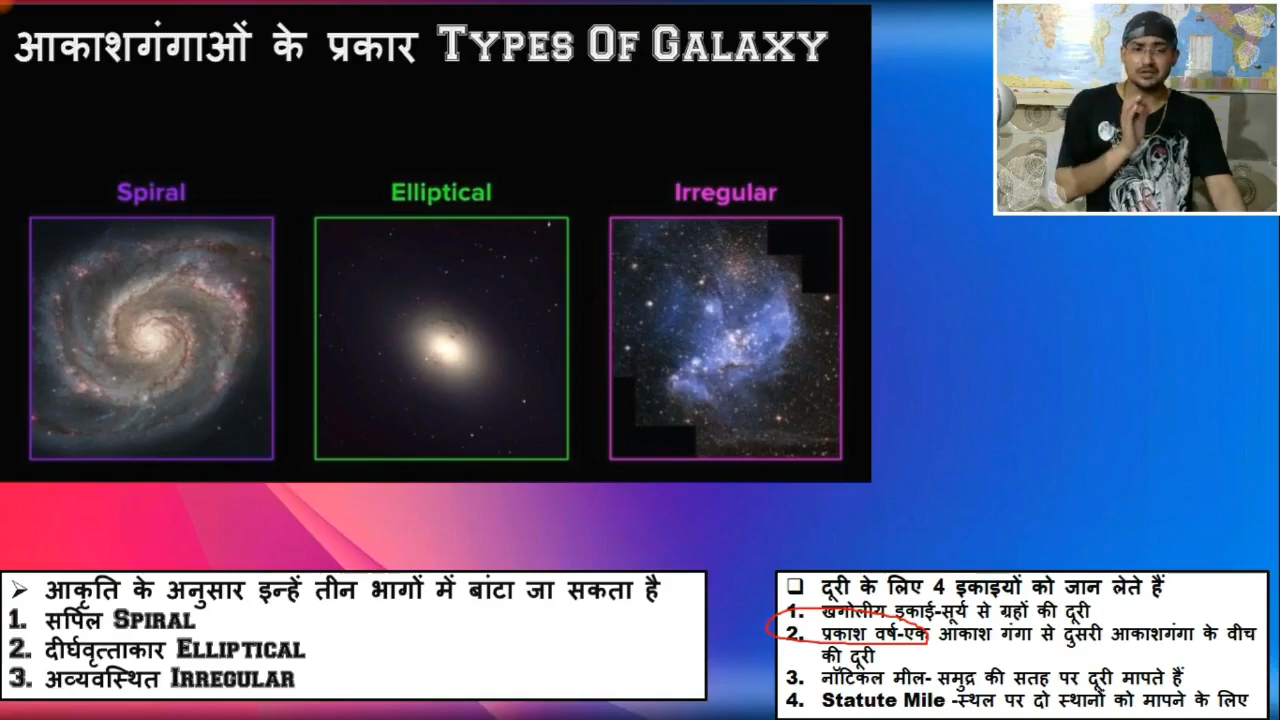 आकाशगंगाओं के प्रकार TYPES OF GALAXY
Spiral
Elliptical
Irregular
➢ आकृति के अनुसार इन्हें तीन भागों में बांटा जा सकता है
1. सर्पिल SPIRAL
2. दीर्घवृत्ताकार ELLIPTICAL
3. अव्यवस्थित IRREGULAR
❑ दूरी के लिए 4 इकाइयों को जान लेते हैं
1. खगोलीय इकाई-सूर्य से ग्रहों की दूरी
2. प्रकाश वर्ष-एक आकाश गंगा से दुसरी आकाशगंगा के वीच
की दूरी
3. नॉटिकल मील- समुद्र की सतह पर दूरी मापते हैं
4. Statute Mile -स्थल पर दो स्थानों को मापने के लिए